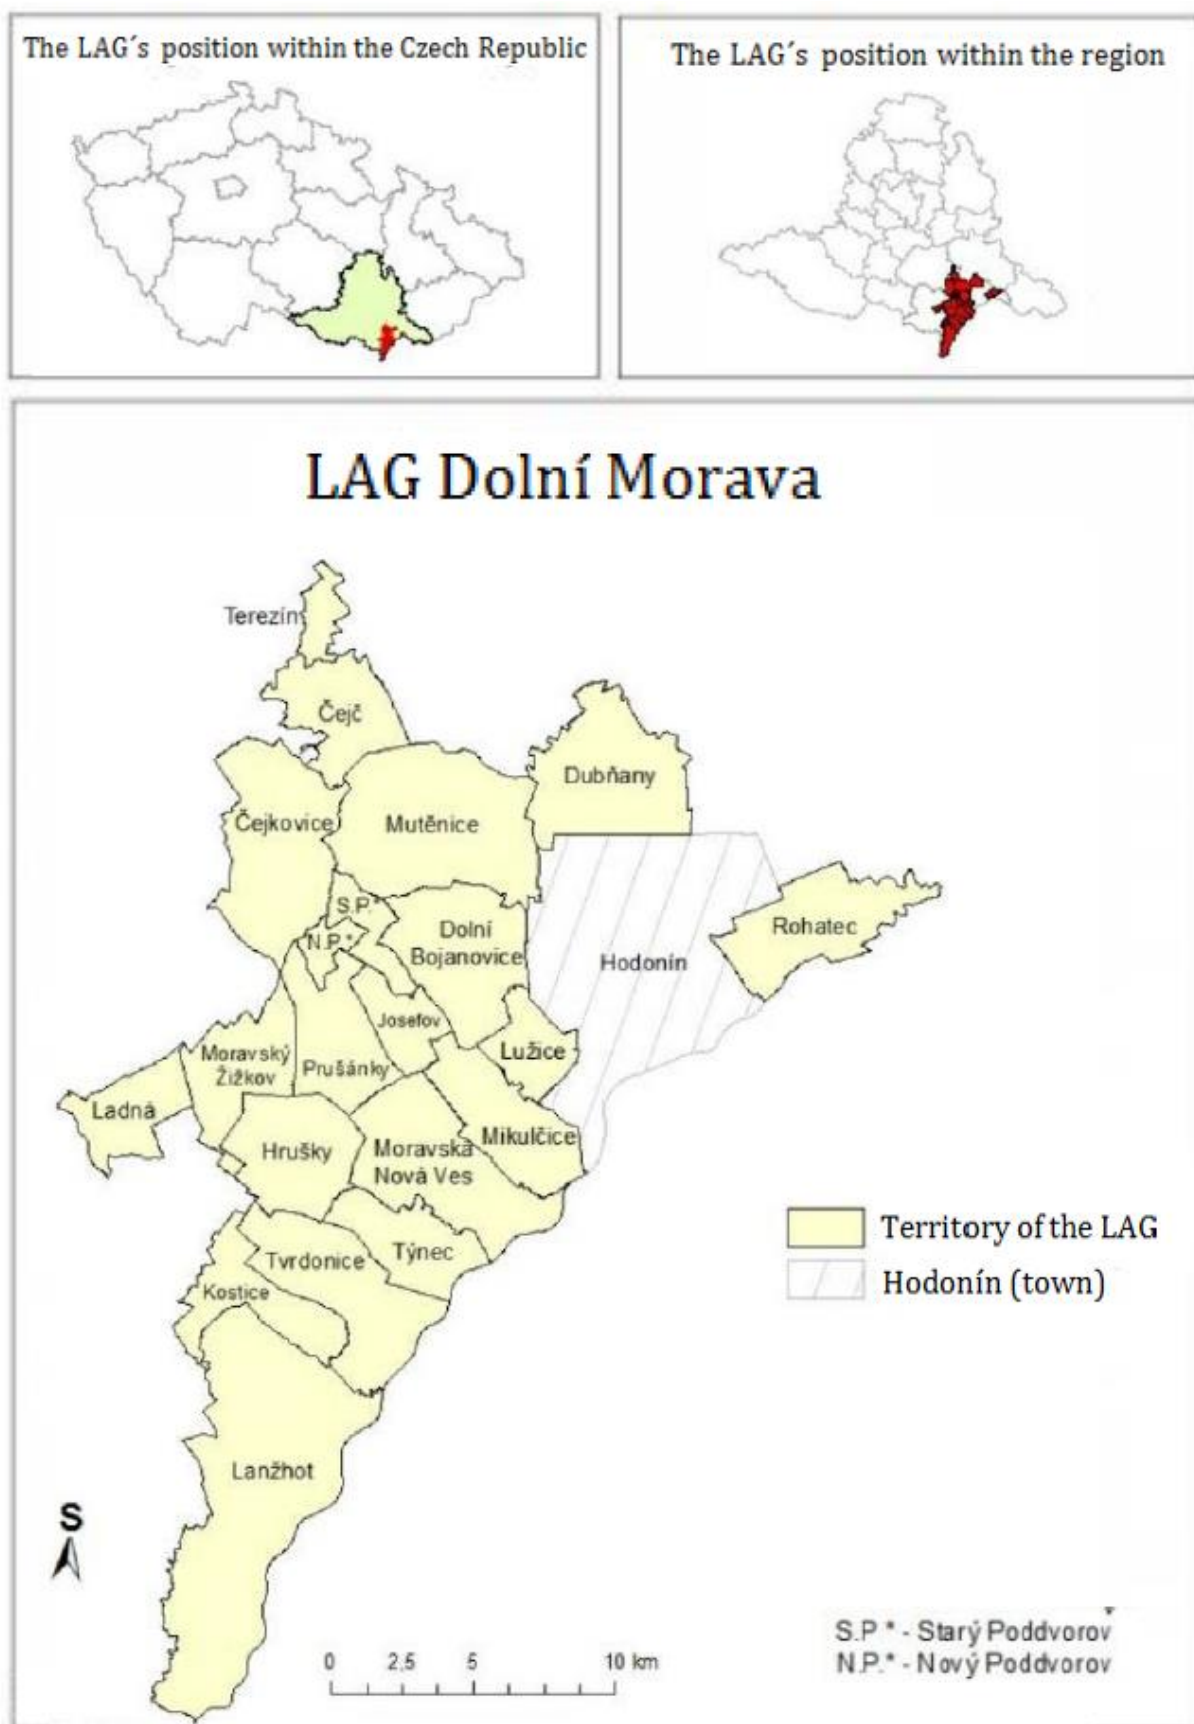 The LAG´s position within the Czech Republic
The LAG´s position within the region
LAG Dolní Morava
Terezín
Čejč
Dubňany
Čejkovice
Mutěnice
S.P.*
Dolní
Bojanovice
N.P.*
Rohatec
Hodonín
Josefov
Lužice
Moravský
Žižkov
Prušánky
Ladná
Mikulčice
Hrušky
Moravská
Nová Ves
Territory of the LAG
Týnec
Tvrdonice
Hodonín (town)
Kostice
Lanžhot
S
S.P * - Starý Poddvorov
N.P.* - Nový Poddvorov
0 2,5 5 10 km